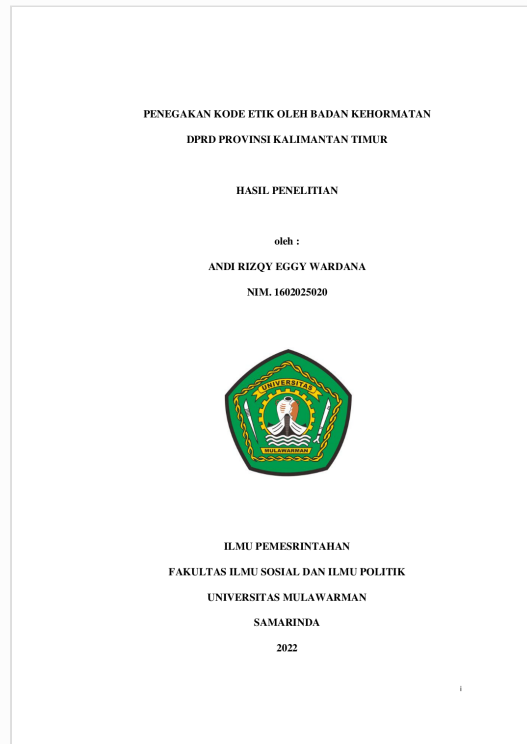 PENEGAKAN KODE ETIK OLEH BADAN KEHORMATAN
DPRD PROVINSI KALIMANTAN TIMUR
HASIL PENELITIAN
oleh :
ANDI RIZQY EGGY WARDANA
NIM. 1602025020
UNIVERSITAS
MULAWARMAN
ILMU PEMESRINTAHAN
FAKULTAS ILMU SOSIAL DAN ILMU POLITIK
UNIVERSITAS MULAWARMAN
SAMARINDA
2022
i